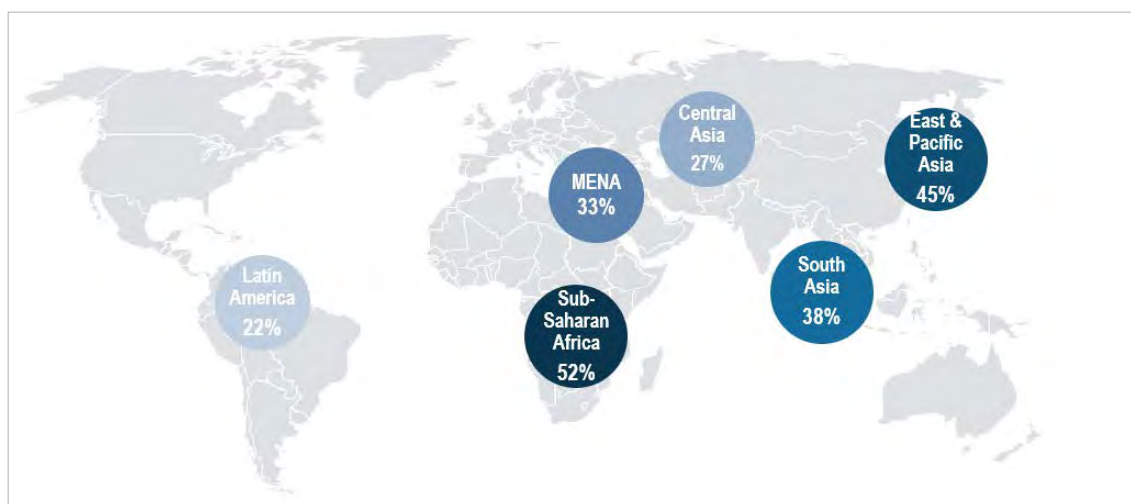 Central
Asia
27%
East &
Pacific
Asia
45%
MENA
33%
South
Asia
38%
Latin
America
22%
Sub-
Saharan
Africa
52%